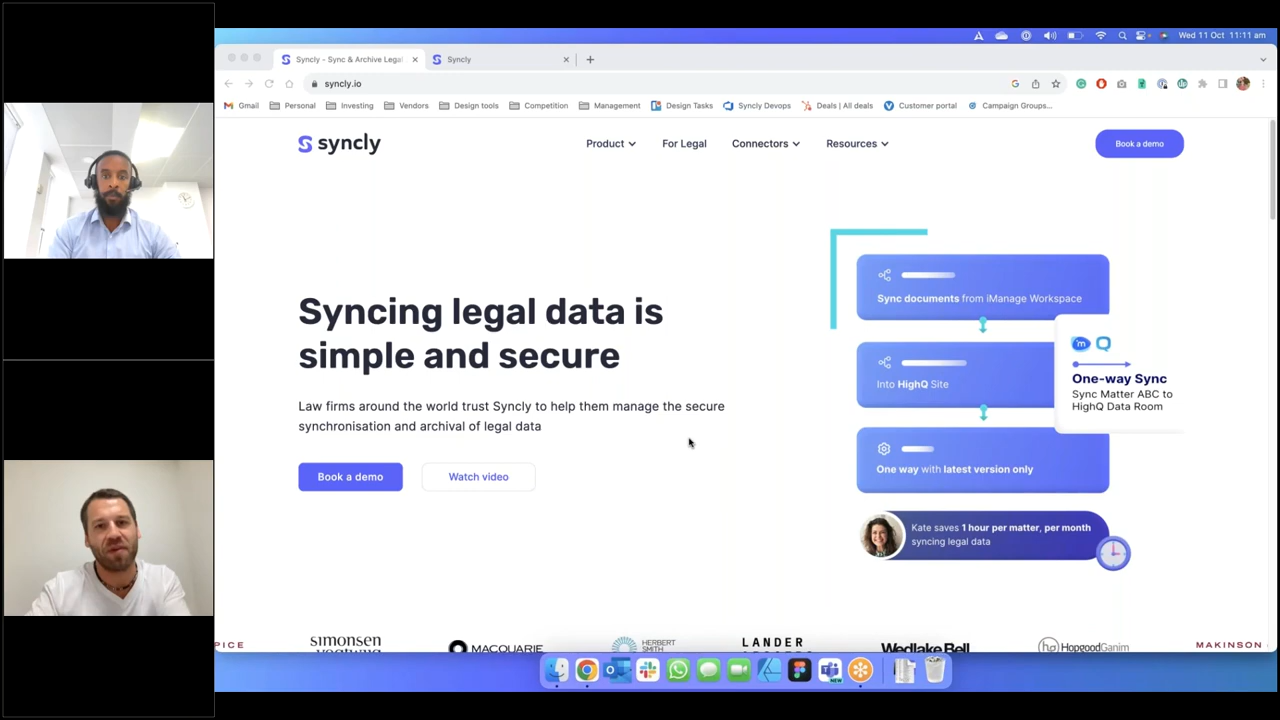 Wed 11 Oct 11:11 am
Syncly - Sync & Archive Legal
Syncly
syncly.io
Gmail
Personal
Investing
Vendors
Design tools
Competition
Management
Design Tasks
Syncly Devops
Deals | All deals
Customer portal
Campaign Groups...
syncly
Product
For Legal
Connectors
Resources
Book a demo
Syncing legal data is
simple and secure
Law firms around the world trust Syncly to help them manage the secure
synchronisation and archival of legal data
Book a demo
Watch video
Sync documents from iManage Workspace
Into HighQ Site
One-way Sync
Sync Matter ABC to
HighQ Data Room
One way with latest version only
Kate saves 1 hour per matter, per month
syncing legal data
PICE
simonsen
MACQUARIE
HERBERT
SMITH
LANDER
Wedlake Bell
HopgoodGanim
MAKINSON
NEW